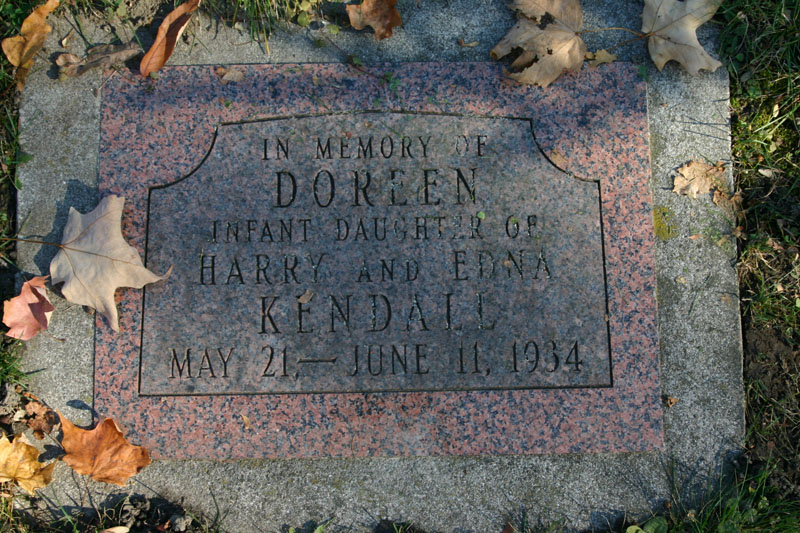 IN MEMORY OF
DOREEN
INFANT DAUGHTER OF
HARRY AND EDNA
KENDALL
MAY 21,—JUNE 11, 1934